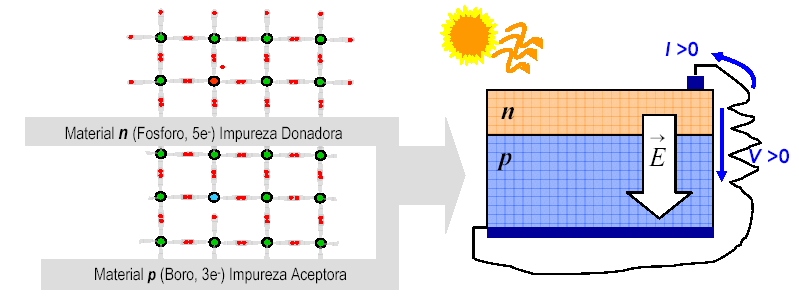 Material n (Fosforo, 5e-) Impureza Donadora
Material p (Boro, 3e-) Impureza Aceptora
I >0
n
p
E
V >0